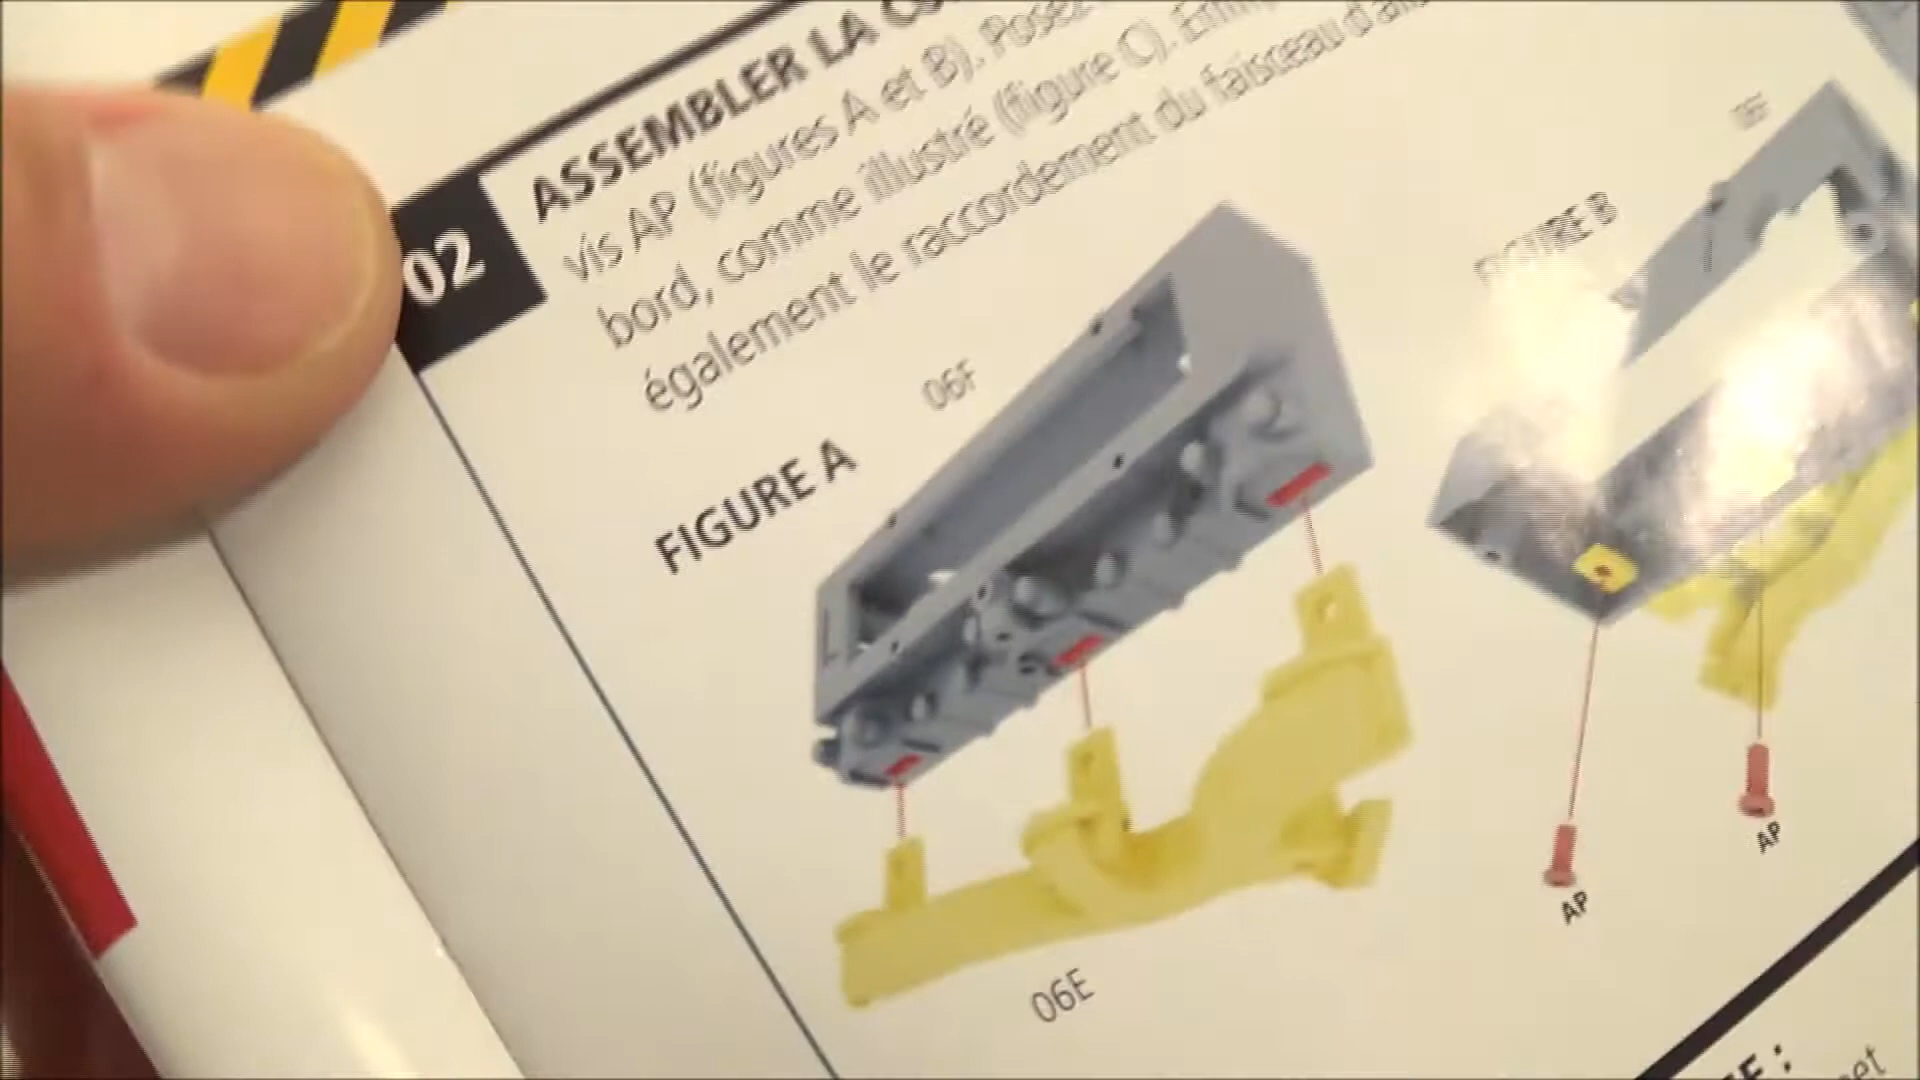 02
ASSEMBLER LA
vis AP (figures A et B). Posez
bord, comme illustré (figure C).
également le raccordement du faisceau
06F
FIGURE A
FIGURE B
06E
AP
AP